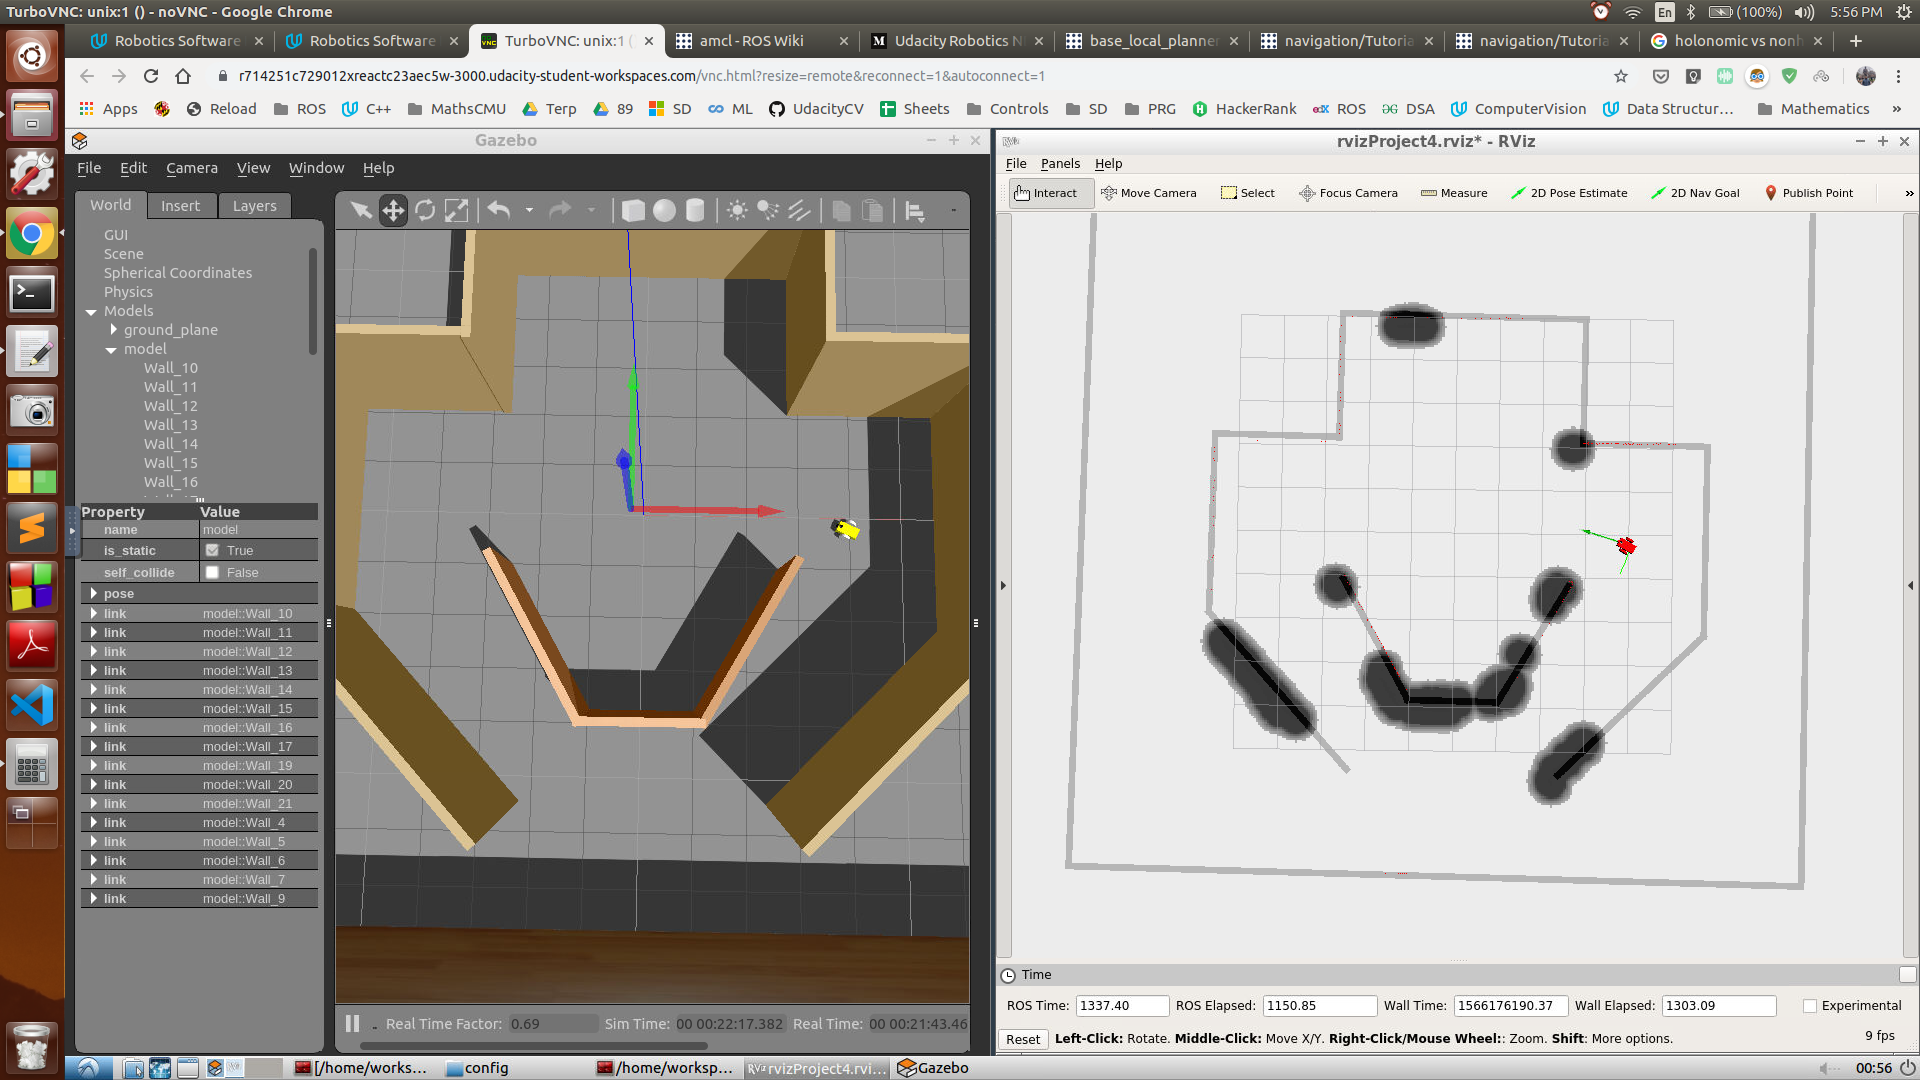 TurboVNC: unix:1 () - noVNC - Google Chrome
En (100%) 5:56 PM
Robotics Software
Robotics Software
TurboVNC: unix:1 (
amcl - ROS Wiki
Udacity Robotics N
base_local_planne
navigation/Tutoria
navigation/Tutoria
holonomic vs nonh
r714251c729012xreactc23aec5w-3000.udacity-student-workspaces.com/vnc.html?resize=remote&reconnect=1&autoconnect=1
Apps Reload ROS C++ MathsCMU Terp 89 SD ML UdacityCV Sheets Controls SD PRG HackerRank ROS DSA ComputerVision Data Structur... Mathematics »
Gazebo
File Edit Camera View Window Help
World Insert Layers
GUI
Scene
Spherical Coordinates
Physics
Models
ground_plane
model
Wall_10
Wall_11
Wall_12
Wall_13
Wall_14
Wall_15
Wall_16
Property Value
name model
is_static True
self_collide False
pose
link model::Wall_10
link model::Wall_11
link model::Wall_12
link model::Wall_13
link model::Wall_14
link model::Wall_15
link model::Wall_16
link model::Wall_17
link model::Wall_19
link model::Wall_20
link model::Wall_21
link model::Wall_4
link model::Wall_5
link model::Wall_6
link model::Wall_7
link model::Wall_9
Real Time Factor: 0.69 Sim Time: 00 00:22:17.382 Real Time: 00 00:21:43.46
rvizProject4.rviz* - RViz
File Panels Help
Interact Move Camera Select Focus Camera Measure 2D Pose Estimate 2D Nav Goal Publish Point »
Time
ROS Time: 1337.40 ROS Elapsed: 1150.85 Wall Time: 1566176190.37 Wall Elapsed: 1303.09 Experimental
Reset Left-Click: Rotate. Middle-Click: Move X/Y. Right-Click/Mouse Wheel:: Zoom. Shift: More options. 9 fps
[/home/works... config /home/worksp... rvizProject4.rvi... Gazebo 00:56